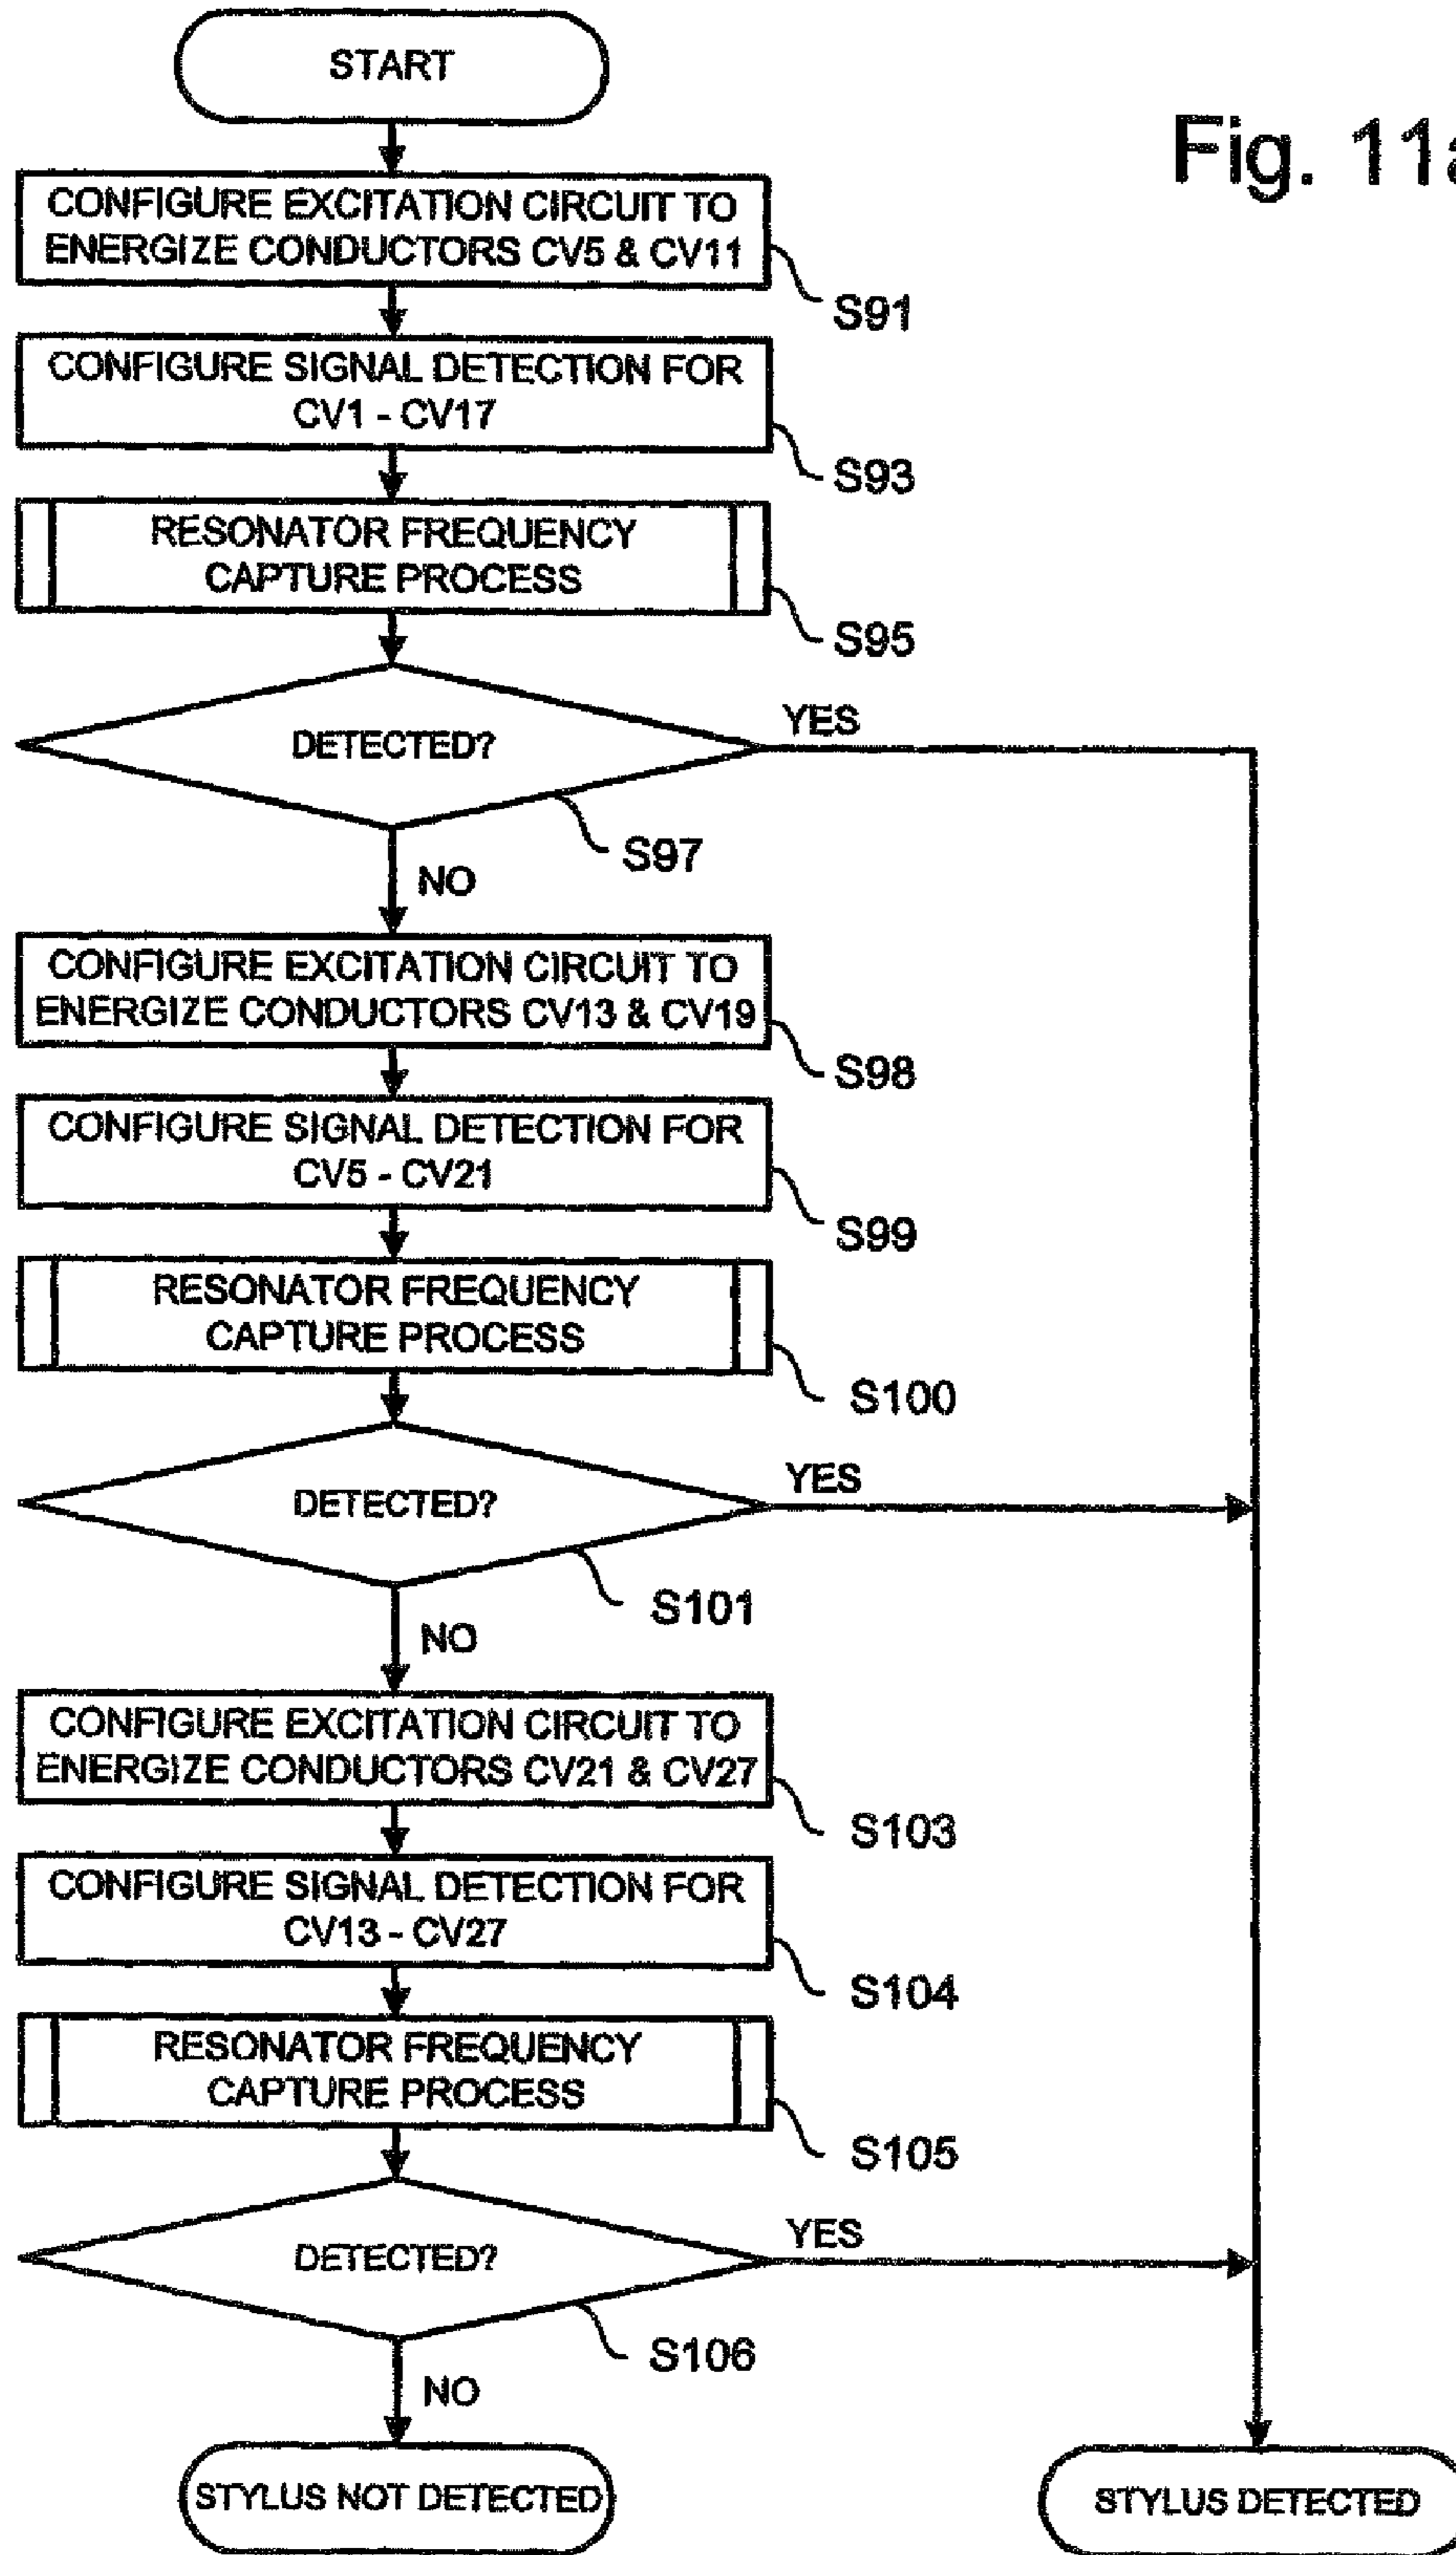 START
Fig. 11a
CONFIGURE EXCITATION CIRCUIT TO
ENERGIZE CONDUCTORS CV5 & CV11
S91
CONFIGURE SIGNAL DETECTION FOR
CV1 - CV17
S93
RESONATOR FREQUENCY
CAPTURE PROCESS
S95
DETECTED?
YES
S97
NO
CONFIGURE EXCITATION CIRCUIT TO
ENERGIZE CONDUCTORS CV13 & CV19
S98
CONFIGURE SIGNAL DETECTION FOR
CV5 - CV21
S99
RESONATOR FREQUENCY
CAPTURE PROCESS
S100
DETECTED?
YES
S101
NO
CONFIGURE EXCITATION CIRCUIT TO
ENERGIZE CONDUCTORS CV21 & CV27
S103
CONFIGURE SIGNAL DETECTION FOR
CV13 - CV27
S104
RESONATOR FREQUENCY
CAPTURE PROCESS
S105
DETECTED?
YES
S106
NO
STYLUS NOT DETECTED
STYLUS DETECTED